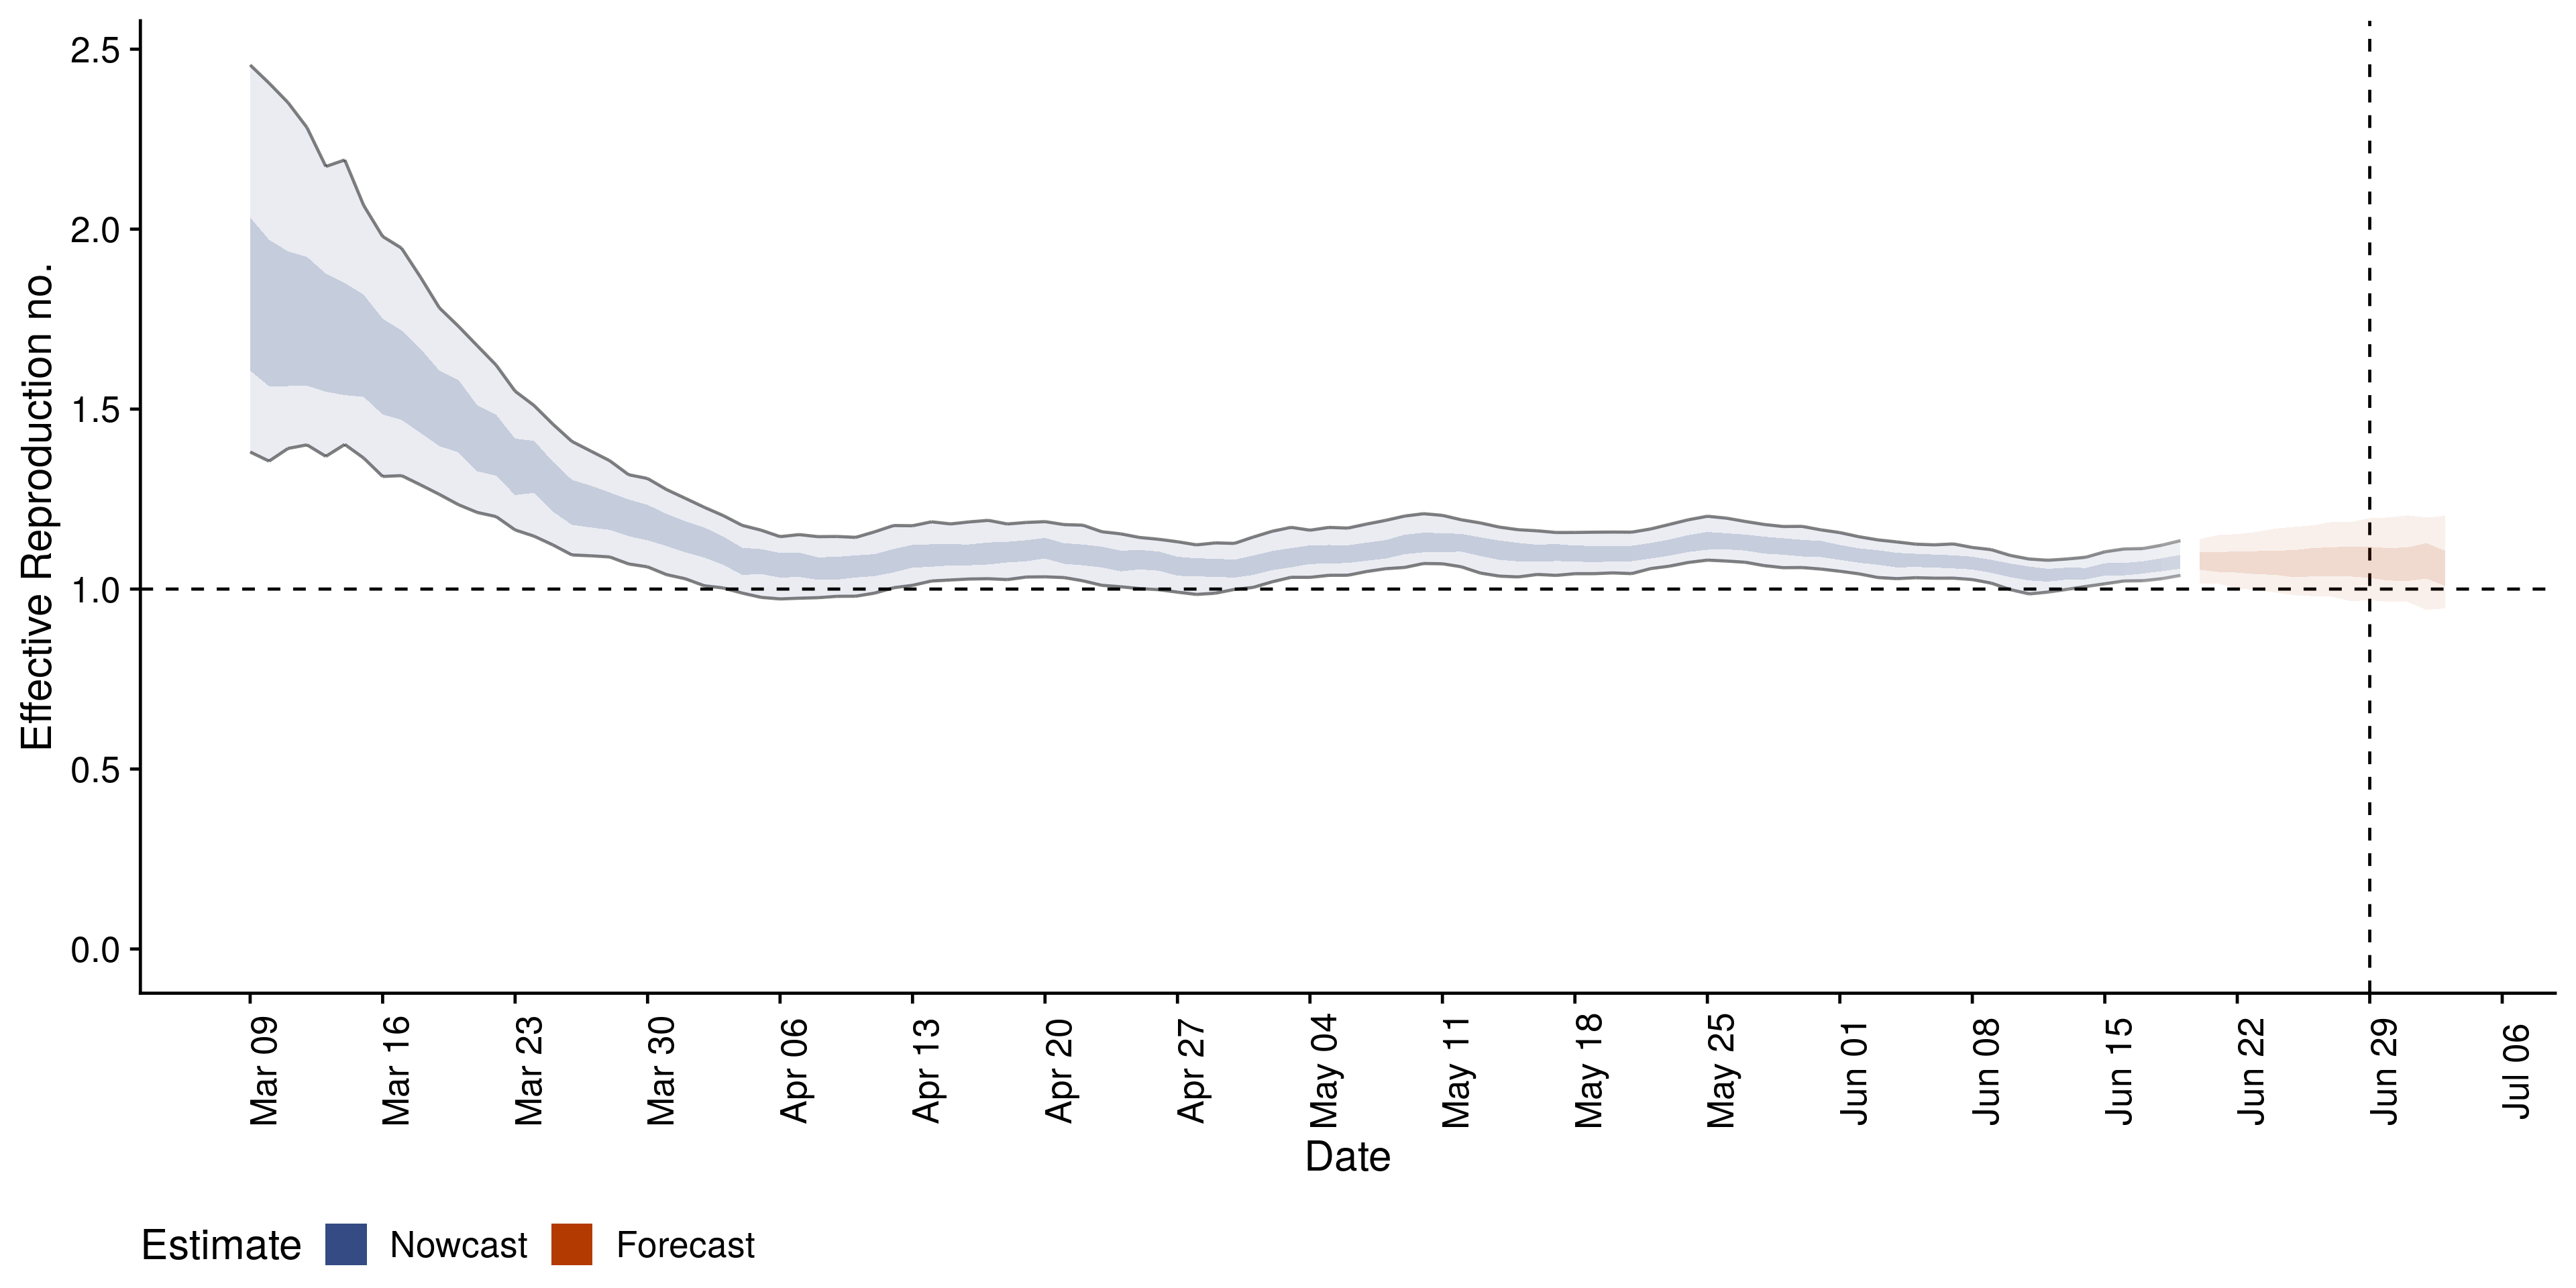 Effective Reproduction no.
2.5
2.0
1.5
1.0
0.5
0.0
Mar 09
Mar 16
Mar 23
Mar 30
Apr 06
Apr 13
Apr 20
Apr 27
May 04
May 11
May 18
May 25
Jun 01
Jun 08
Jun 15
Jun 22
Jun 29
Jul 06
Date
Estimate Nowcast Forecast